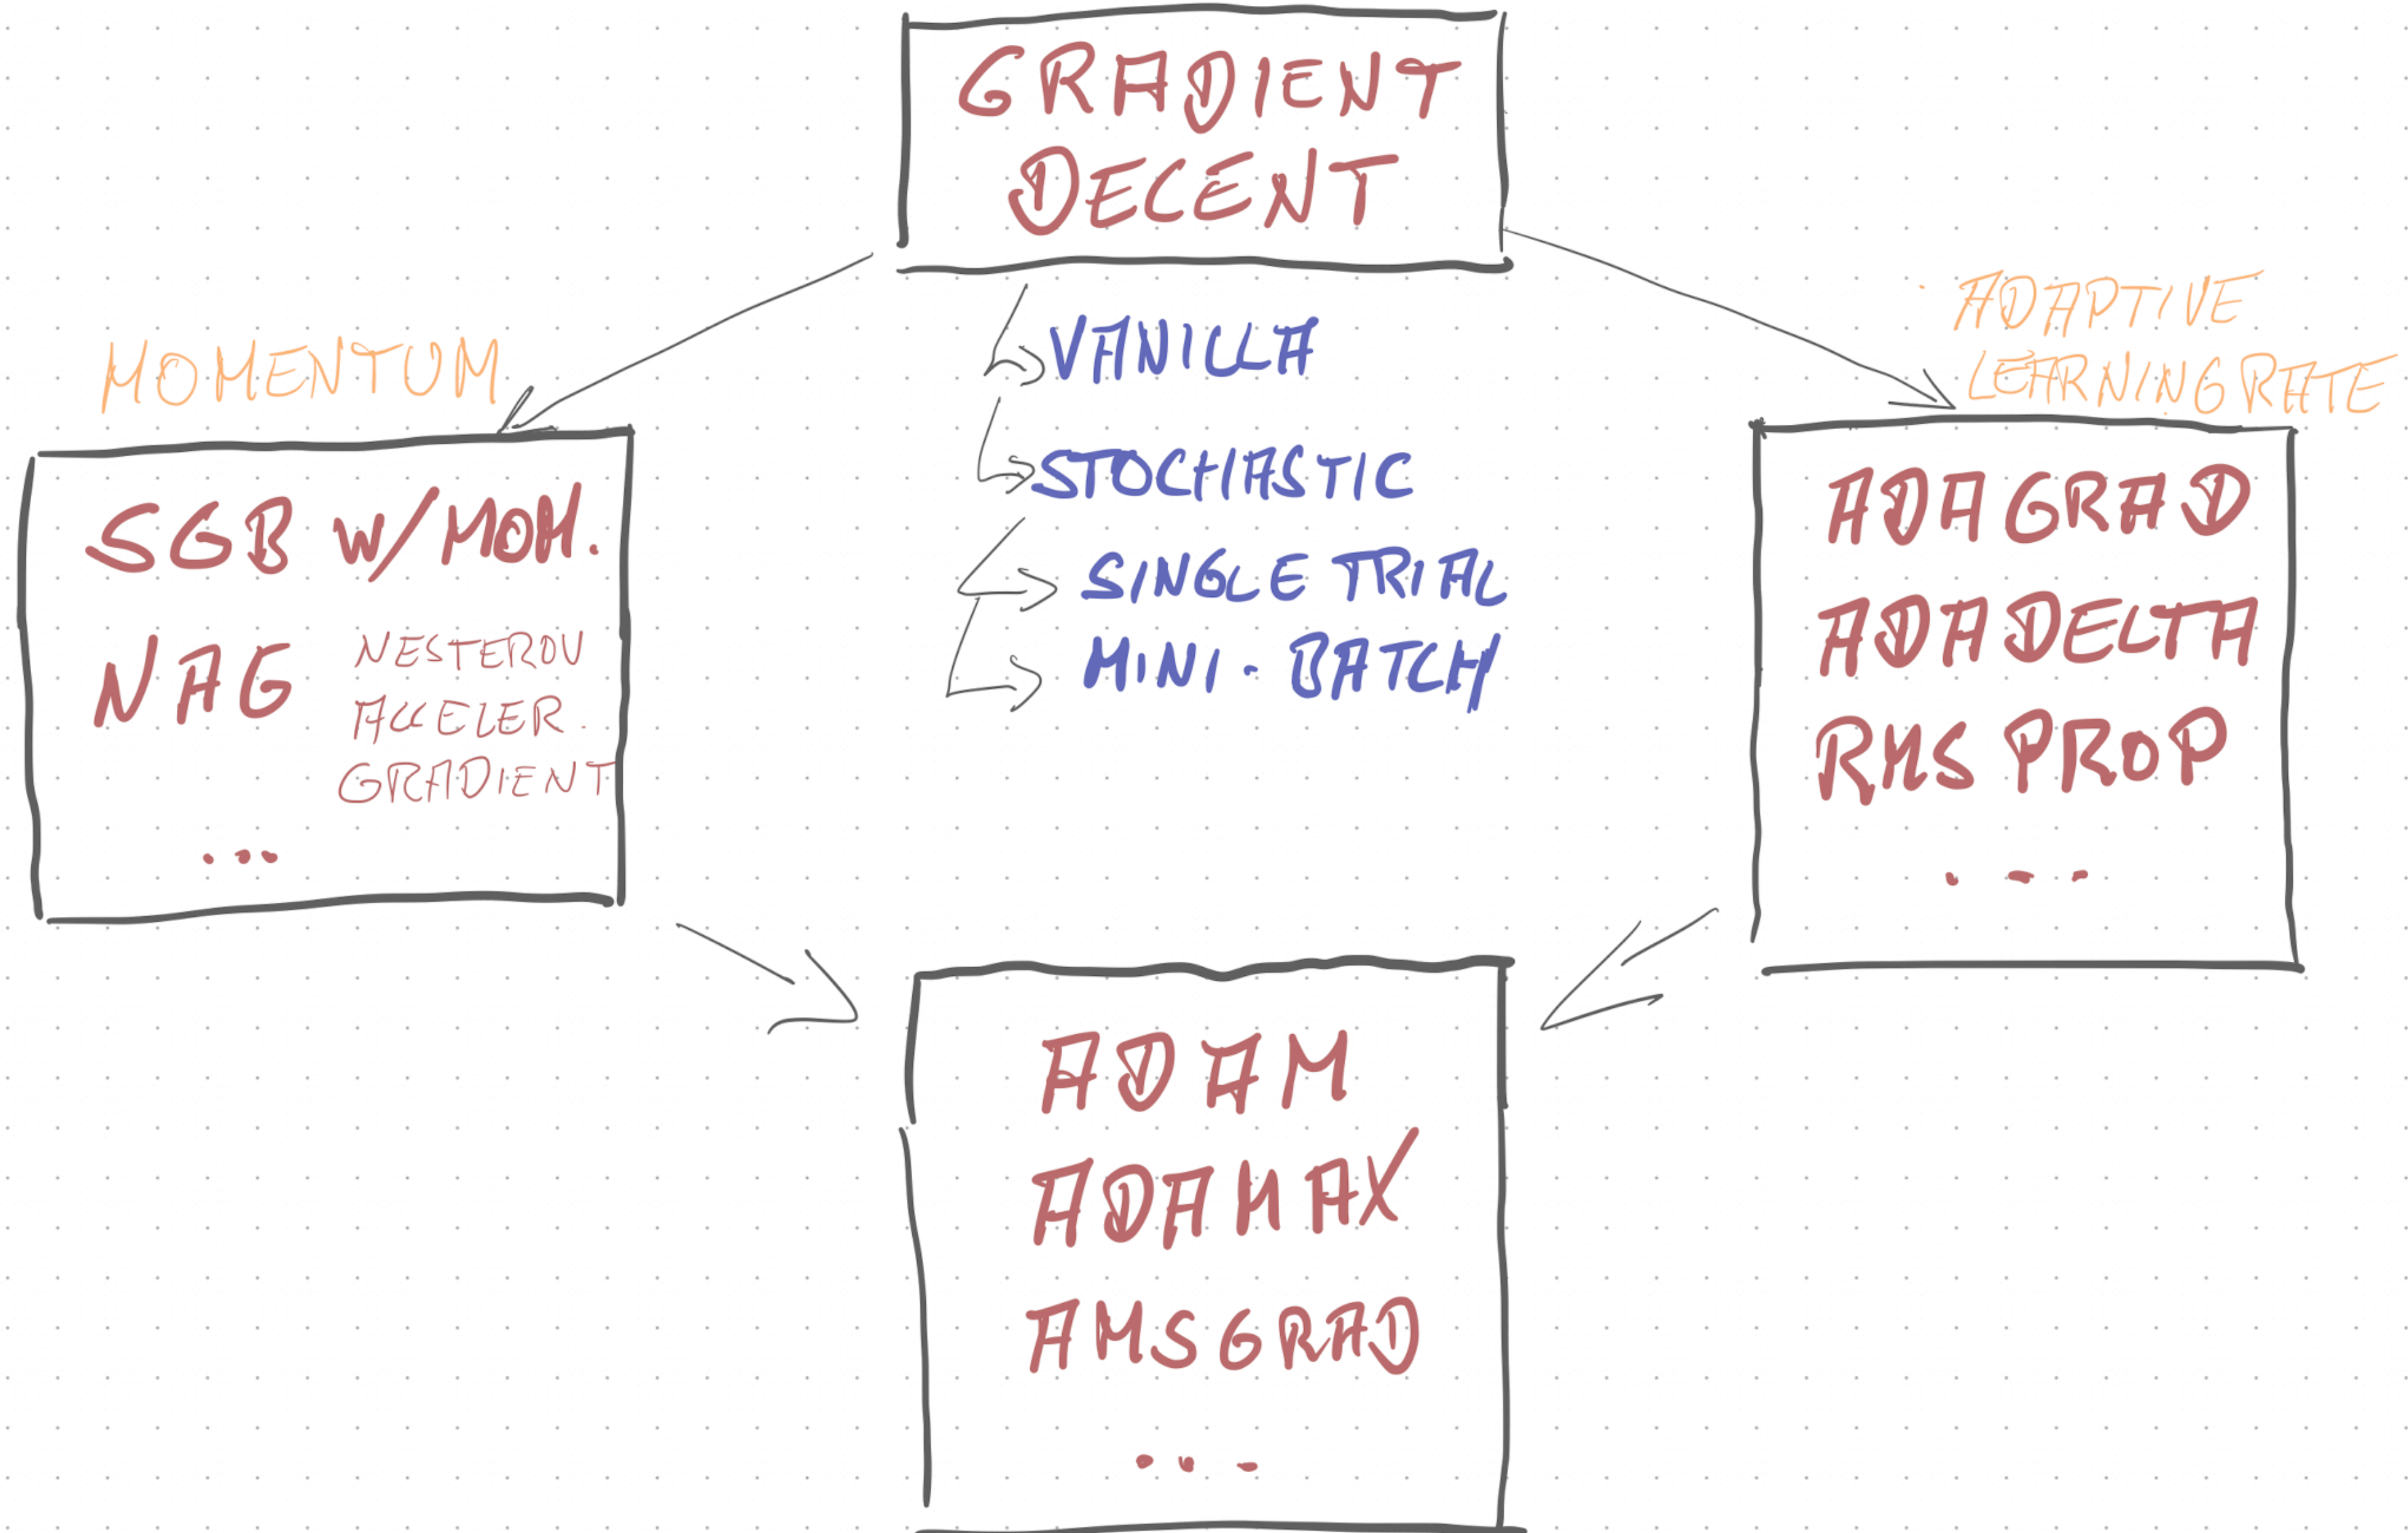 GRADIENT
DECENT
VANILLA
STOCHASTIC
SINGLE TRIAL
MINI-BATCH
MOMENTUM
SGB W/MOM.
NAG
NESTEROV
ACCELER.
GRADIENT
...
ADAPTIVE
LEARNING RATE
ADAGRAD
ADADELTA
RMS PROP
...
ADAM
ADAMAX
AMSGRAD
...